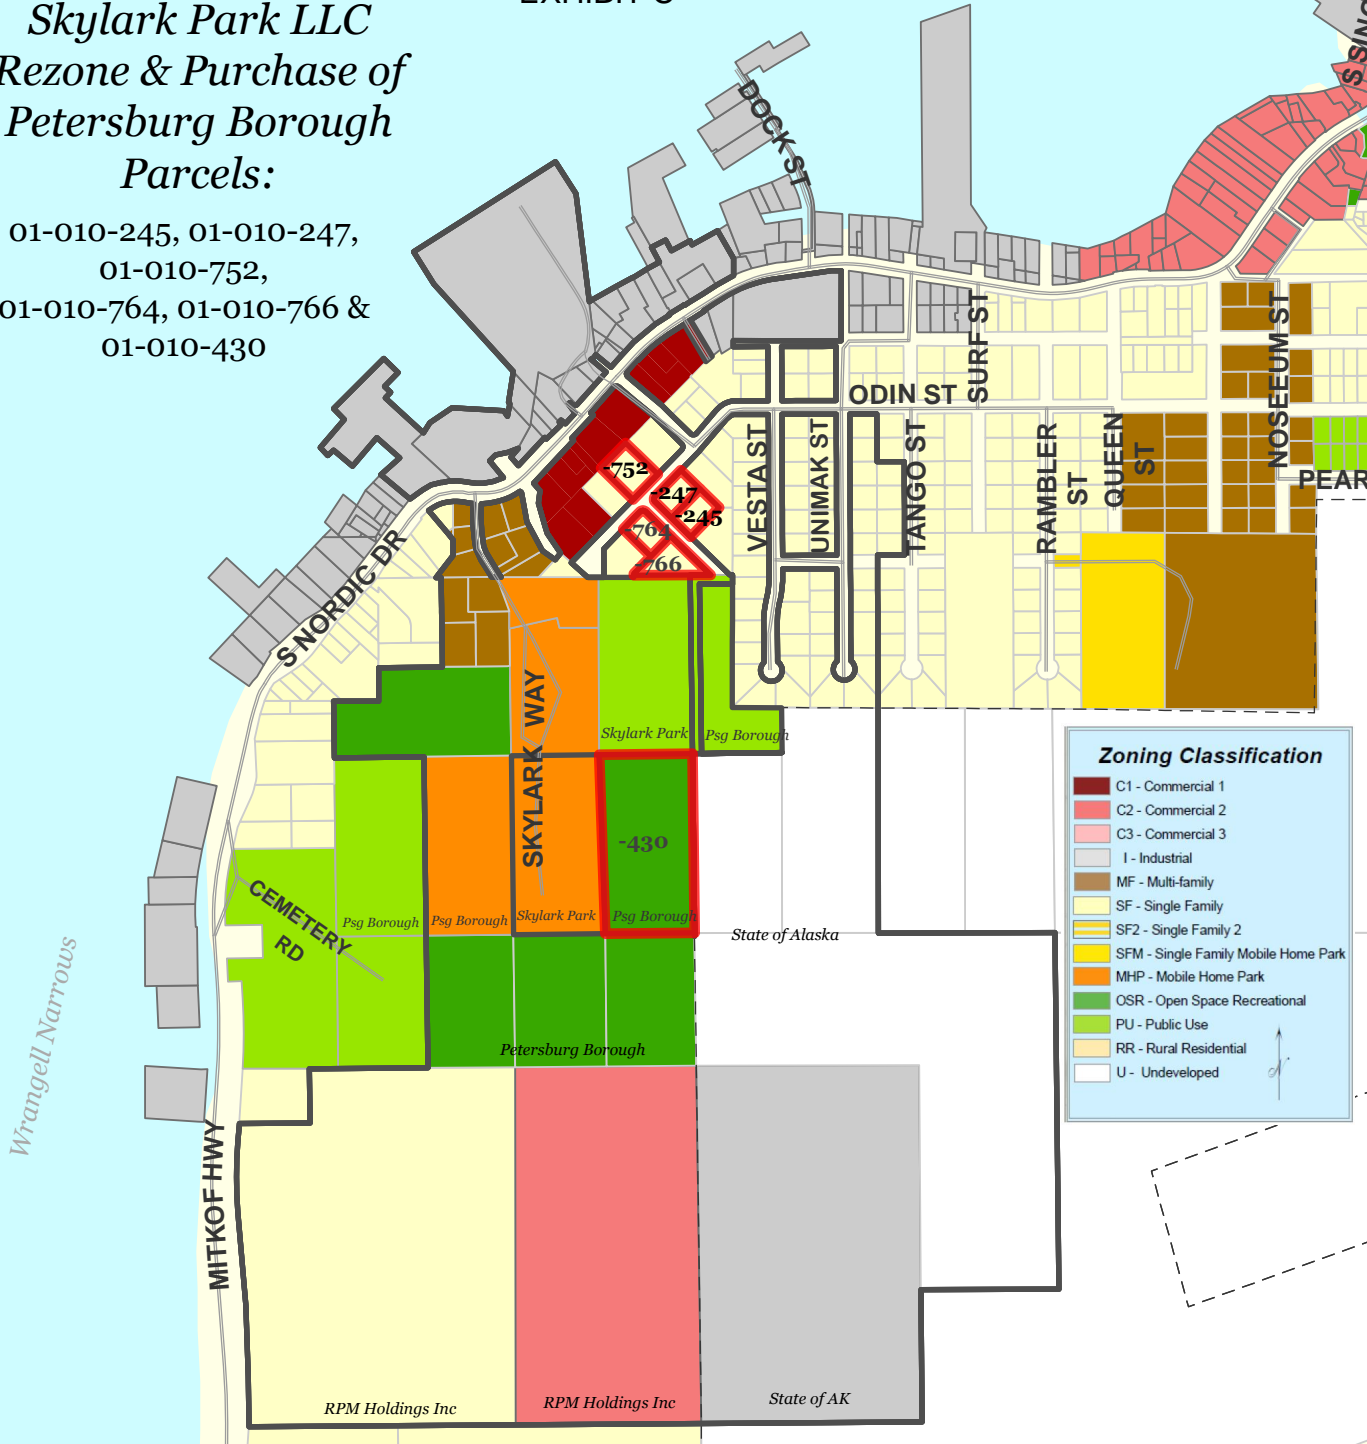 Skylark Park LLC
Rezone & Purchase of
Petersburg Borough
Parcels:
01-010-245, 01-010-247,
01-010-752,
01-010-764, 01-010-766 &
01-010-430
DOCK ST
S NORDIC DR
ODIN ST
SURF ST
NOSEEUM ST
VESTA ST
UNIMAK ST
TANGO ST
RAMBLER
ST
QUEEN
ST
PEAR
-752
-247
-245
-764
-766
SKYLARK WAY
Skylark Park
Psg Borough
-430
CEMETERY
RD
Psg Borough
Psg Borough
Skylark Park
Psg Borough
State of Alaska
Petersburg Borough
Wrangell Narrows
MITKOF HWY
RPM Holdings Inc
RPM Holdings Inc
State of AK
Zoning Classification
C1 - Commercial 1
C2 - Commercial 2
C3 - Commercial 3
I - Industrial
MF - Multi-family
SF - Single Family
SF2 - Single Family 2
SFM - Single Family Mobile Home Park
MHP - Mobile Home Park
OSR - Open Space Recreational
PU - Public Use
RR - Rural Residential
U - Undeveloped
N